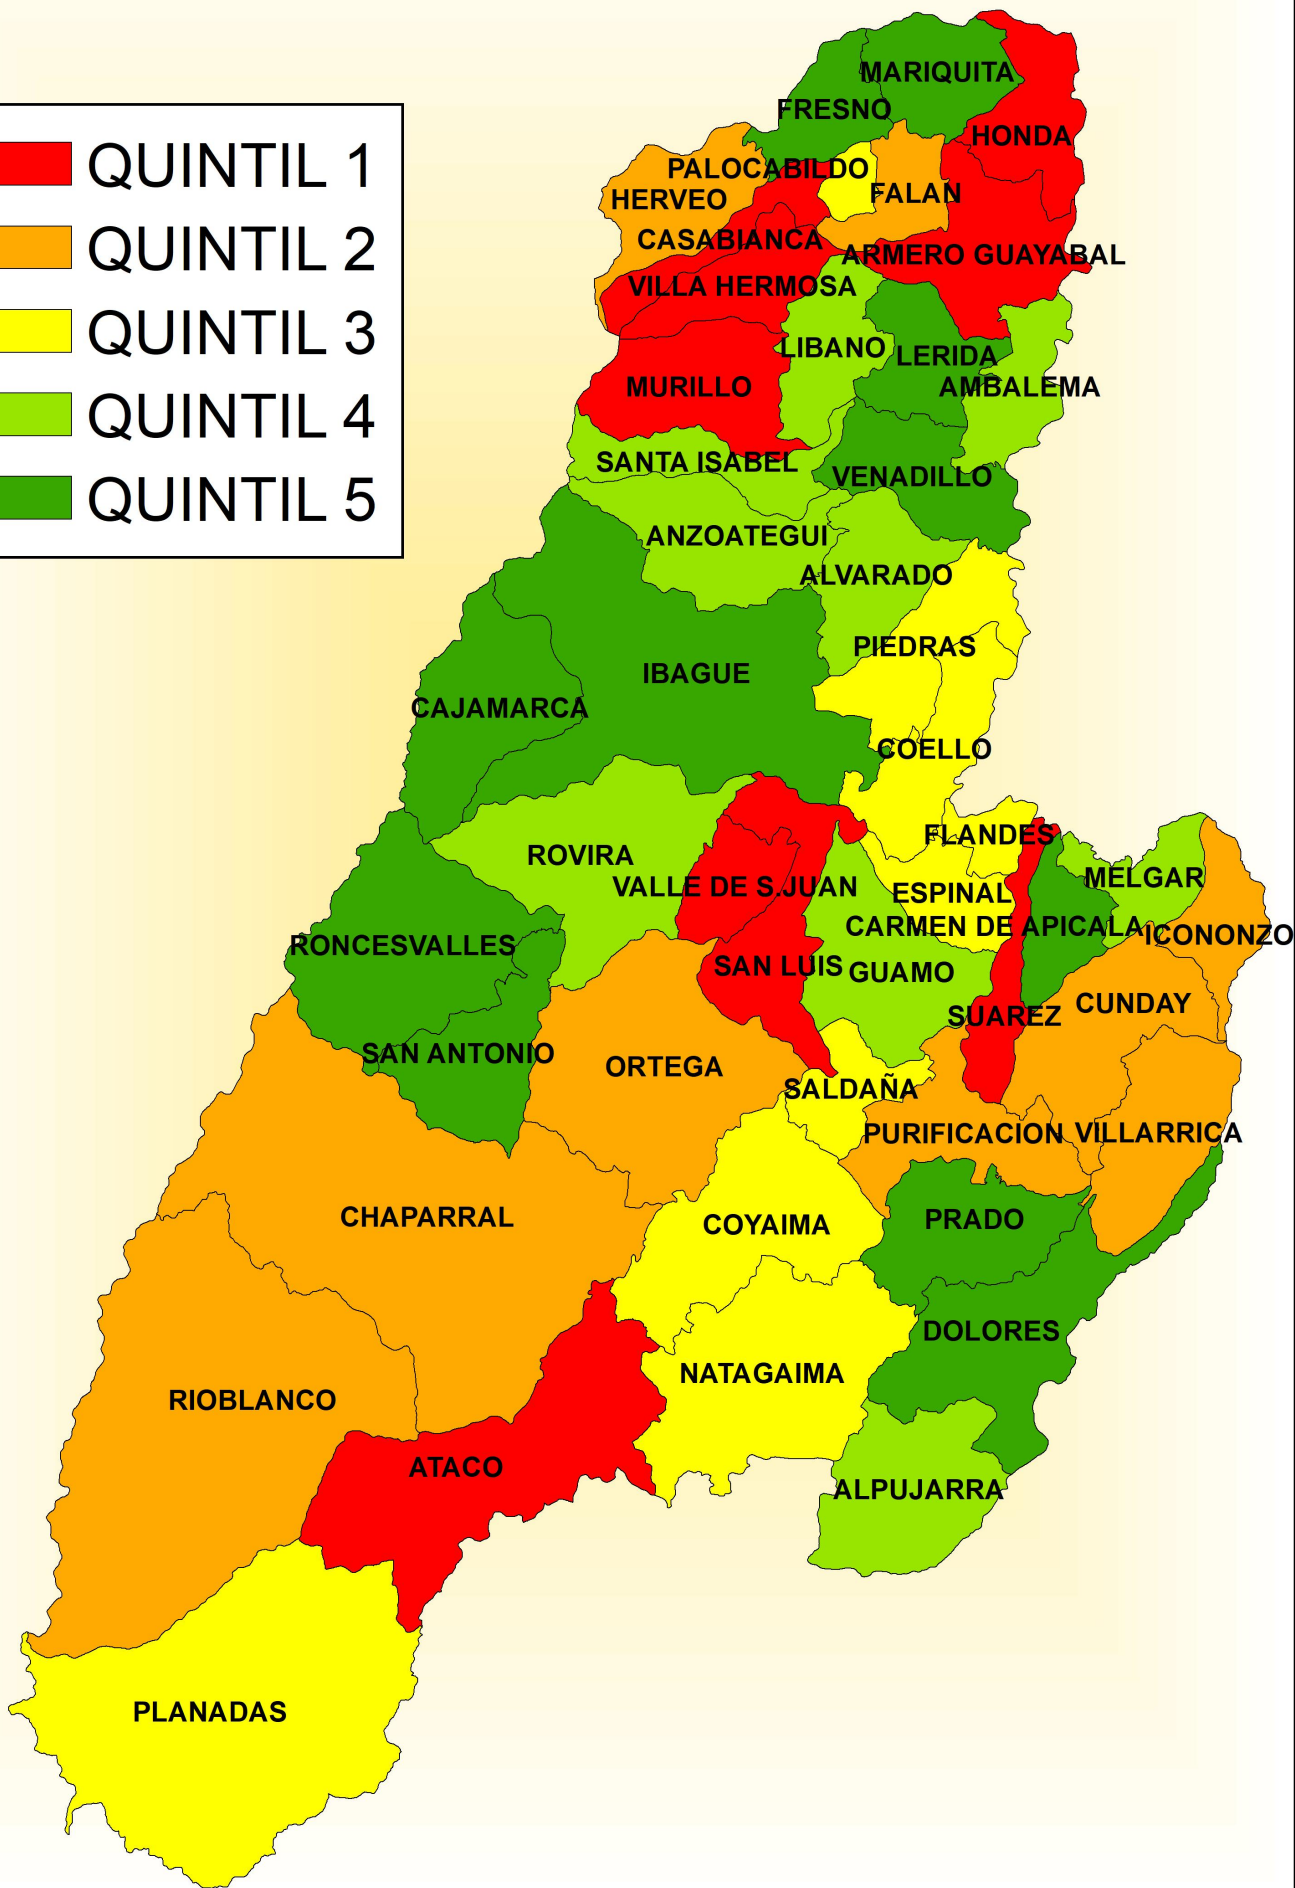 QUINTIL 1
QUINTIL 2
QUINTIL 3
QUINTIL 4
QUINTIL 5
MARIQUITA
FRESNO
HONDA
PALOCABILDO
HERVEO
FALAN
CASABIANCA
ARMERO GUAYABAL
VILLA HERMOSA
LIBANO
LERIDA
MURILLO
AMBALEMA
SANTA ISABEL
VENADILLO
ANZOATEGUI
ALVARADO
PIEDRAS
IBAGUE
CAJAMARCA
COELLO
FLANDES
ROVIRA
VALLE DE S.JUAN
MELGAR
ESPINAL
CARMEN DE APICALA
ICONONZO
RONCESVALLES
SAN LUIS
GUAMO
CUNDAY
SUAREZ
SAN ANTONIO
ORTEGA
SALDAÑA
PURIFICACION
VILLARRICA
CHAPARRAL
COYAIMA
PRADO
DOLORES
NATAGAIMA
RIOBLANCO
ATACO
ALPUJARRA
PLANADAS